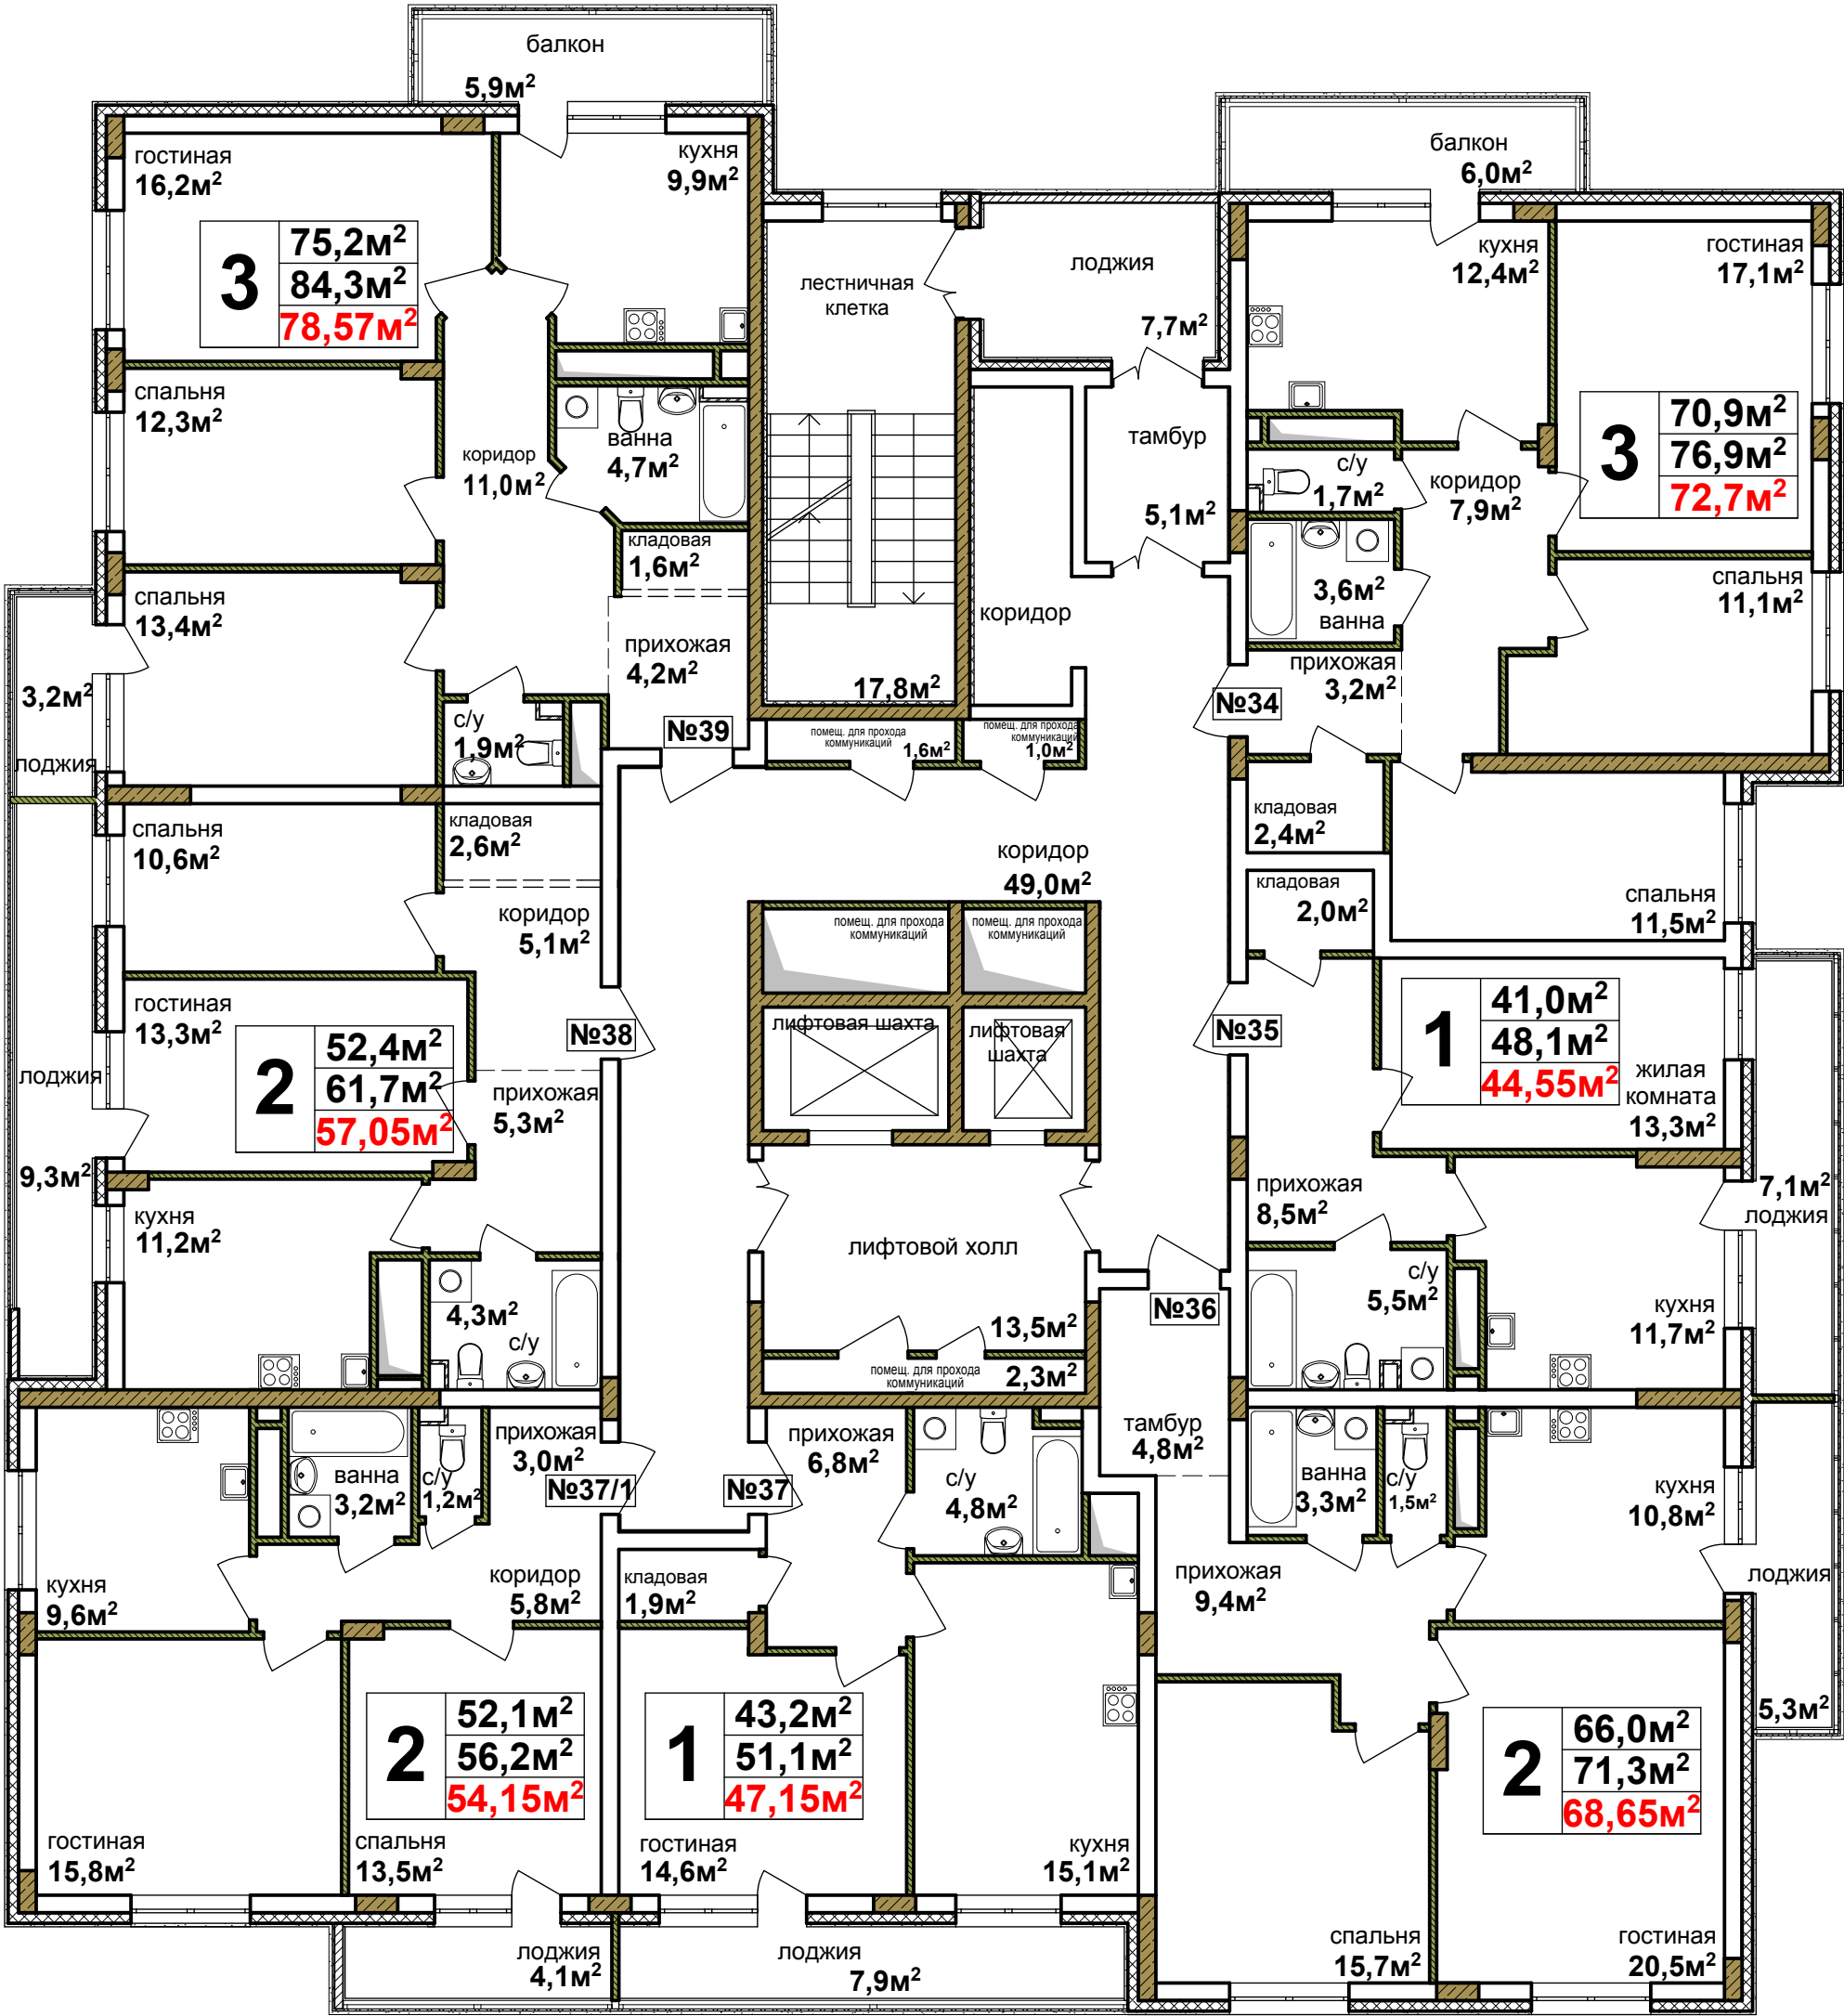 балкон
5,9м²
гостиная
16,2м²
кухня
9,9м²
3
75,2м²
84,3м²
78,57м²
спальня
12,3м²
коридор
11,0м²
ванна
4,7м²
кладовая
1,6м²
спальня
13,4м²
прихожая
4,2м²
3,2м²
лоджия
с/у
1,9м²
№39
лестничная
клетка
17,8м²
лоджия
7,7м²
тамбур
5,1м²
коридор
помещ. для прохода
коммуникаций
1,6м²
помещ. для прохода
коммуникаций
1,0м²
балкон
6,0м²
кухня
12,4м²
гостиная
17,1м²
3
70,9м²
76,9м²
72,7м²
с/у
1,7м²
коридор
7,9м²
3,6м²
ванна
спальня
11,1м²
прихожая
3,2м²
№34
кладовая
2,4м²
спальня
11,5м²
спальня
10,6м²
кладовая
2,6м²
коридор
5,1м²
гостиная
13,3м²
2
52,4м²
61,7м²
57,05м²
№38
прихожая
5,3м²
лоджия
9,3м²
кухня
11,2м²
4,3м²
с/у
коридор
49,0м²
помещ. для прохода
коммуникаций
помещ. для прохода
коммуникаций
лифтовая шахта
лифтовая
шахта
лифтовой холл
13,5м²
помещ. для прохода
коммуникаций
2,3м²
кладовая
2,0м²
№35
1
41,0м²
48,1м²
44,55м²
жилая
комната
13,3м²
прихожая
8,5м²
7,1м²
лоджия
с/у
5,5м²
кухня
11,7м²
№36
тамбур
4,8м²
прихожая
3,0м²
№37/1
ванна
3,2м²
с/у
1,2м²
кухня
9,6м²
коридор
5,8м²
2
52,1м²
56,2м²
54,15м²
гостиная
15,8м²
спальня
13,5м²
лоджия
4,1м²
прихожая
6,8м²
№37
с/у
4,8м²
кладовая
1,9м²
1
43,2м²
51,1м²
47,15м²
гостиная
14,6м²
кухня
15,1м²
лоджия
7,9м²
ванна
3,3м²
с/у
1,5м²
кухня
10,8м²
прихожая
9,4м²
лоджия
5,3м²
2
66,0м²
71,3м²
68,65м²
спальня
15,7м²
гостиная
20,5м²